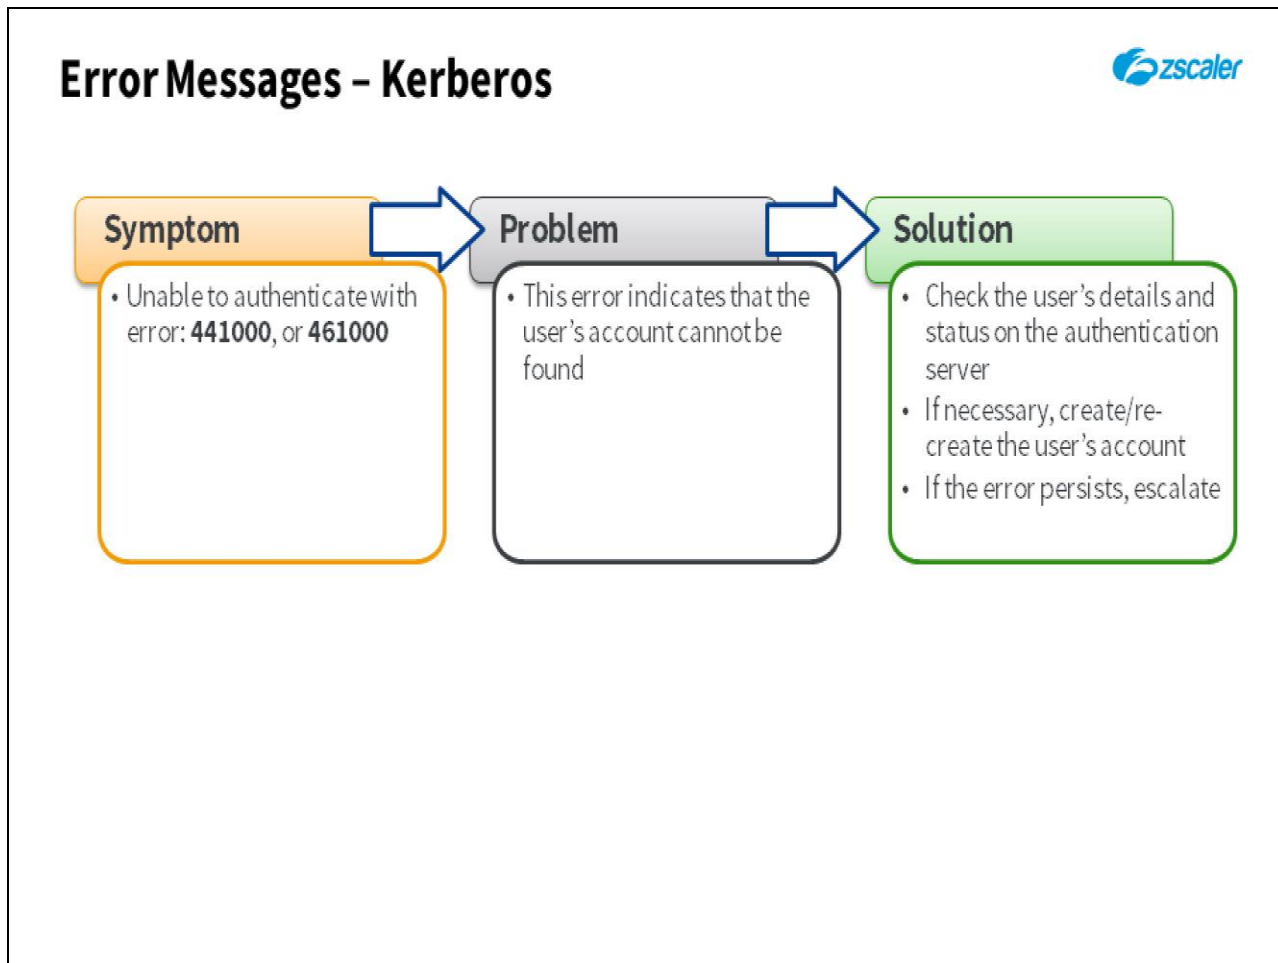 Error Messages – Kerberos
zscaler
Symptom
• Unable to authenticate with
error: 441000, or 461000
Problem
• This error indicates that the
user’s account cannot be
found
Solution
• Check the user’s details and
status on the authentication
server
• If necessary, create/re-
create the user’s account
• If the error persists, escalate